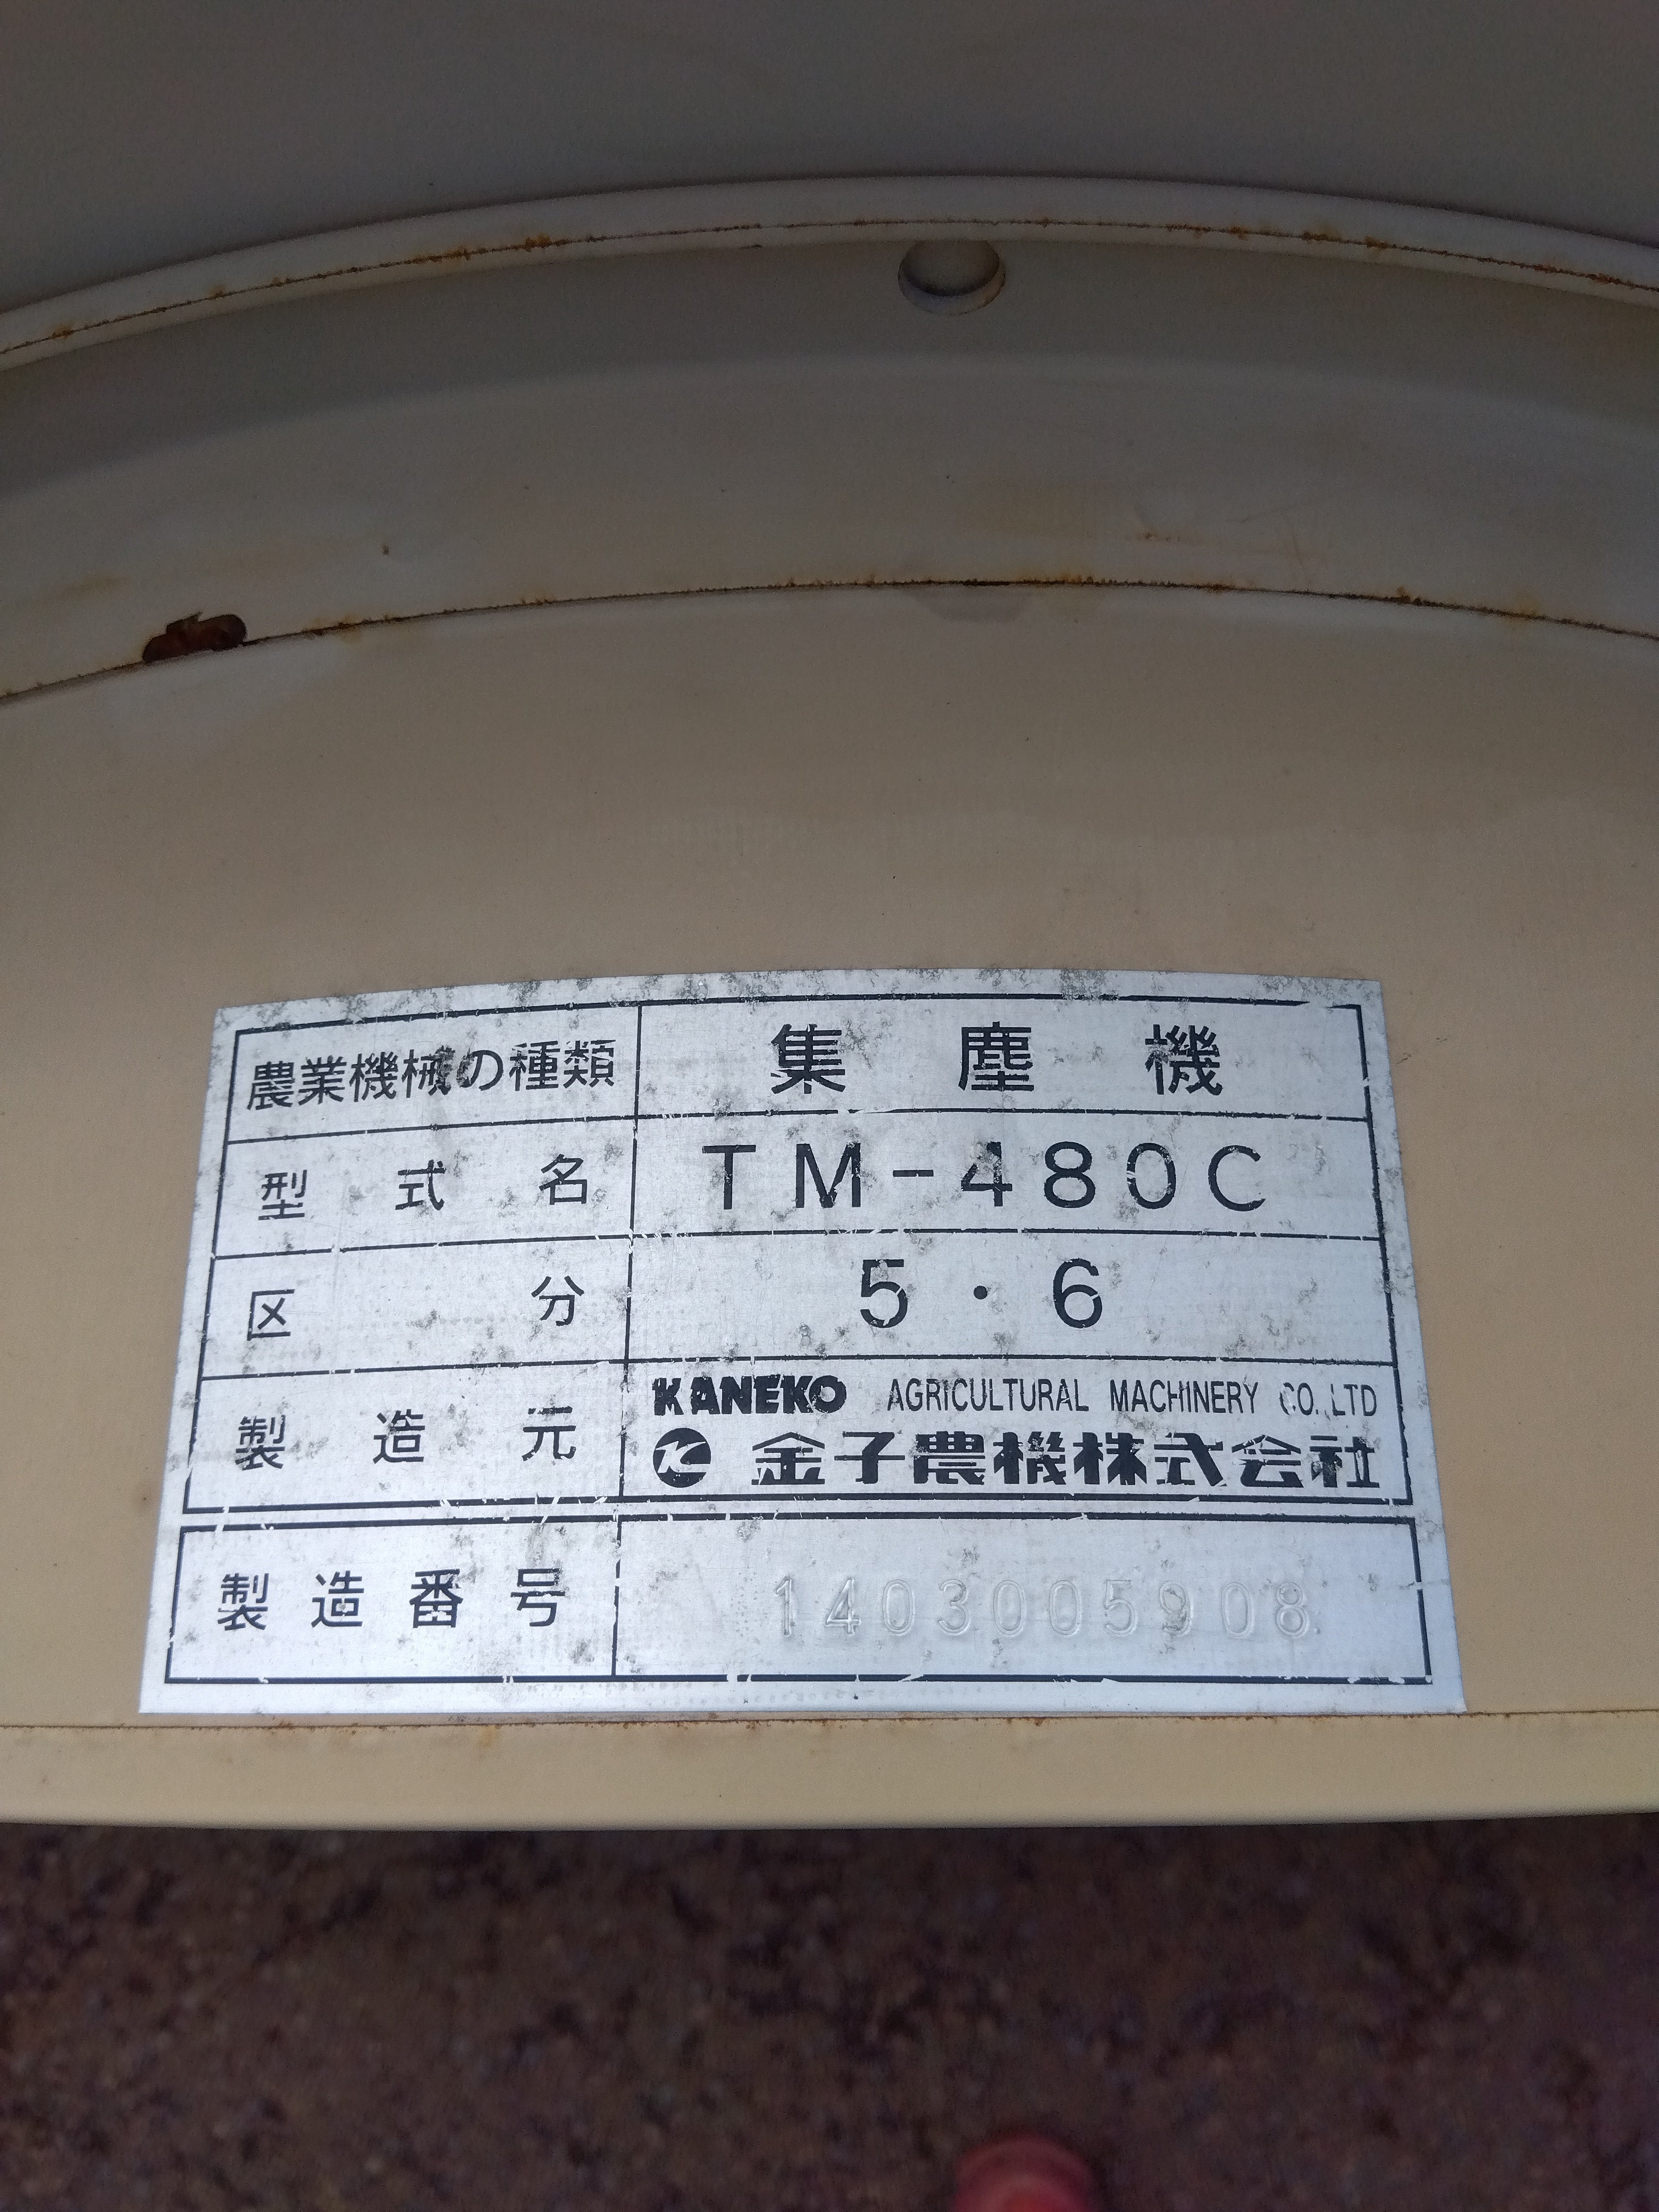 農業機械の種類 集塵機
型式名 TM-480C
区分 5・6
製造元 KANEKO AGRICULTURAL MACHINERY CO.,LTD
金子農機株式会社
製造番号 1403005908